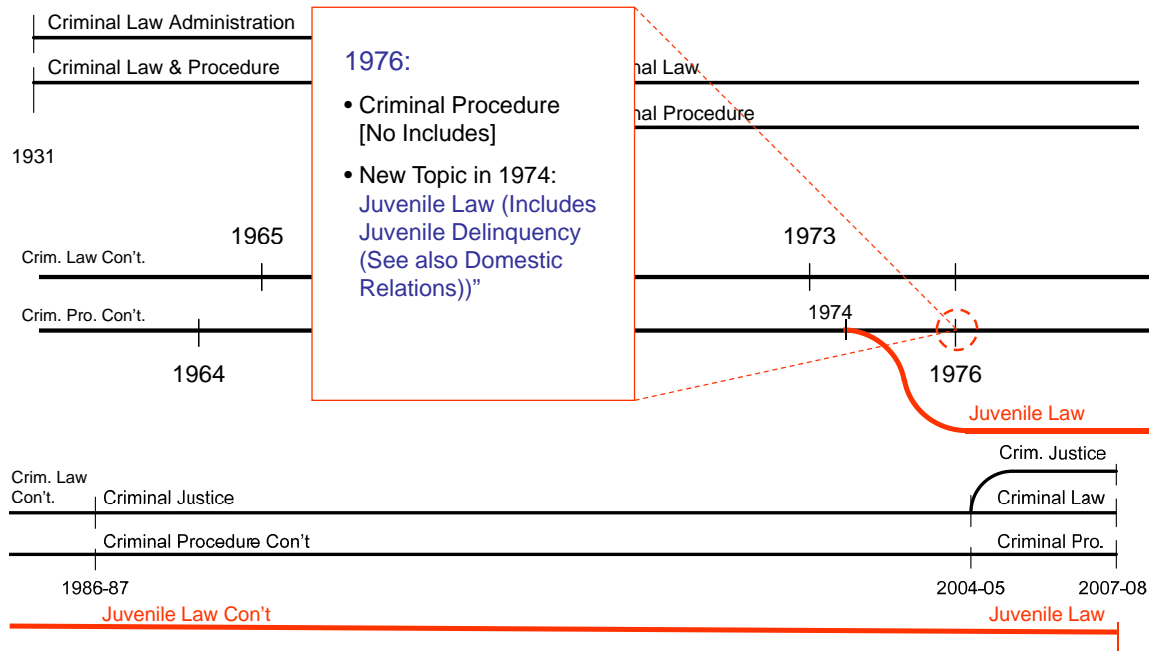 Criminal Law Administration
Criminal Law & Procedure
nal Law
nal Procedure
1931
1976:
• Criminal Procedure
[No Includes]
• New Topic in 1974:
Juvenile Law (Includes
Juvenile Delinquency
(See also Domestic
Relations))”
1965
1973
Crim. Law Con’t.
Crim. Pro. Con’t.
1974
1964
1976
Juvenile Law
Crim. Justice
Crim. Law
Con’t.
Criminal Justice
Criminal Law
Criminal Procedure Con’t
Criminal Pro.
1986-87
2004-05
2007-08
Juvenile Law Con’t
Juvenile Law